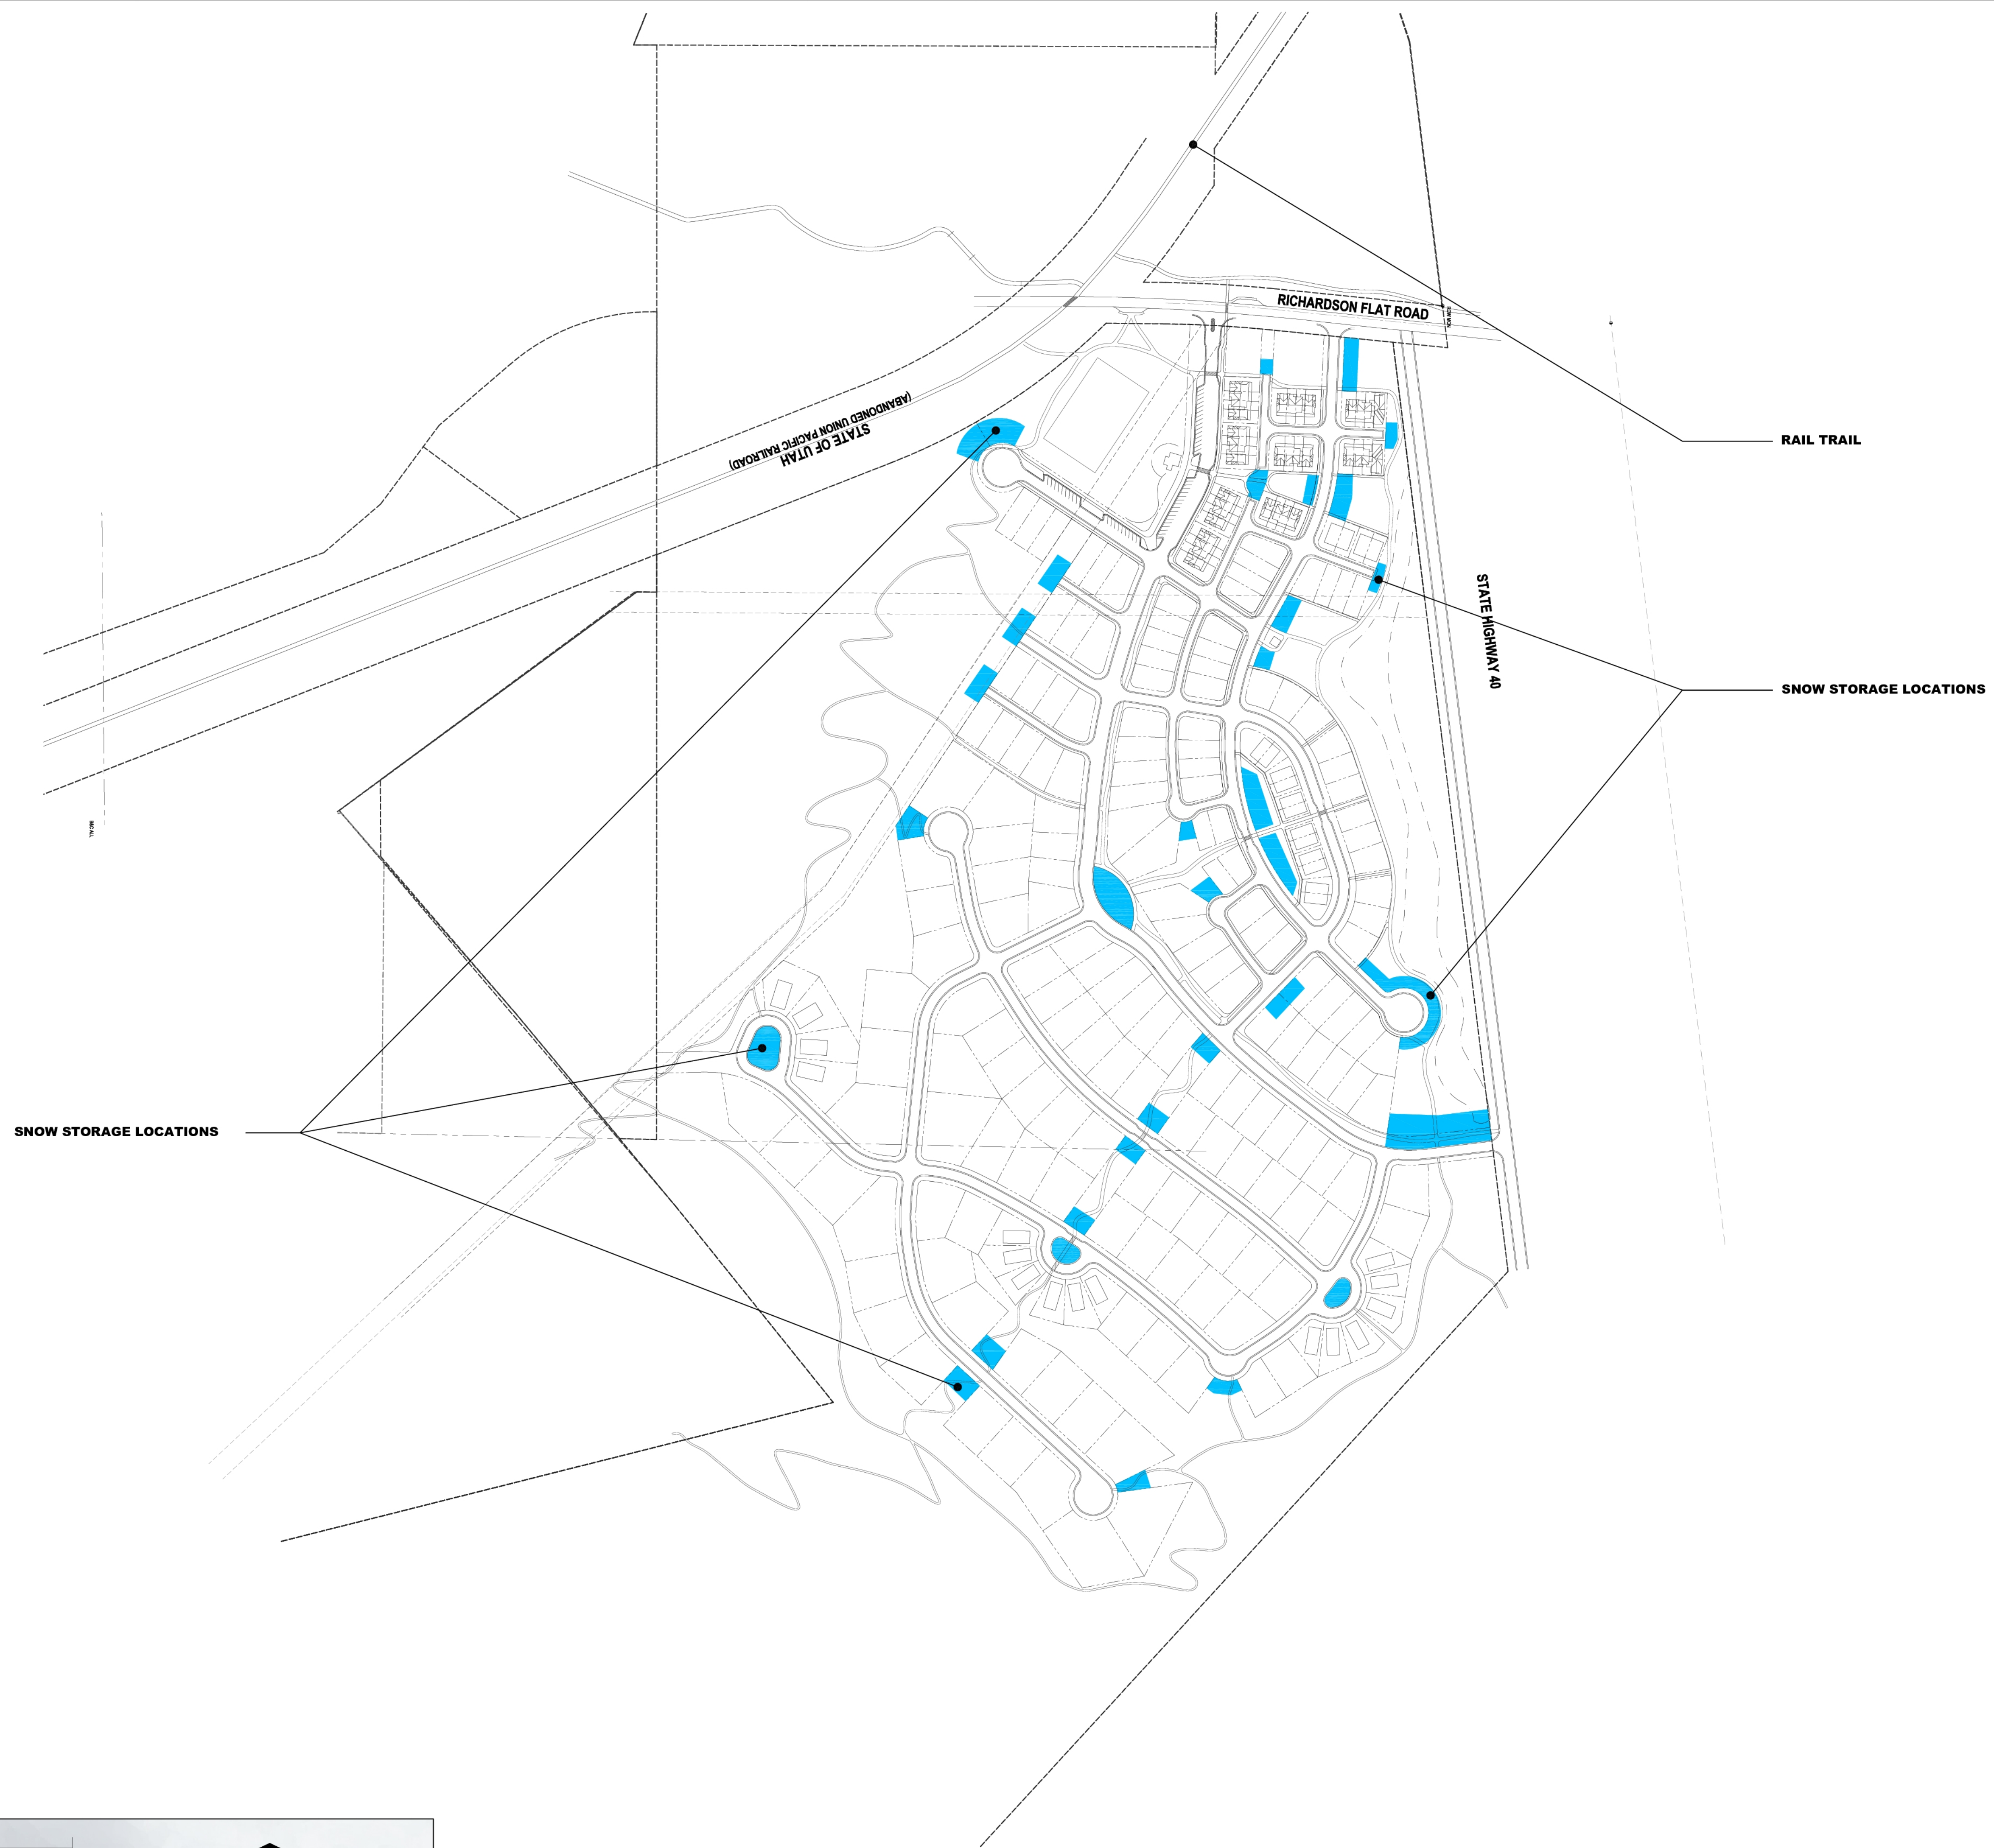 RICHARDSON FLAT ROAD
(ABANDONED UNION PACIFIC RAILROAD)
STATE OF UTAH
RAIL TRAIL
STATE HIGHWAY 40
SNOW STORAGE LOCATIONS
SNOW STORAGE LOCATIONS